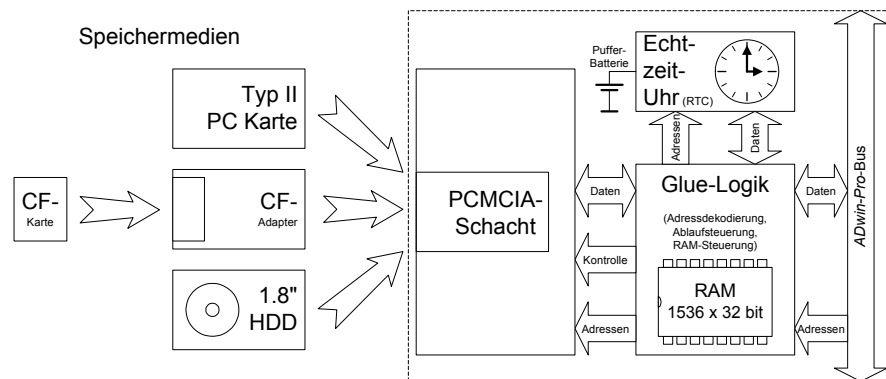 Speichermedien
Typ II
PC Karte
CF-
Karte
CF-
Adapter
1.8"
HDD
PCMCIA-
Schacht
Puffer-
Batterie
Echt-
zeit-
Uhr (RTC)
Adressen
Daten
Daten
Kontrolle
Adressen
Glue-Logik
(Adressdekodierung,
Ablaufsteuerung,
RAM-Steuerung)
RAM
1536 x 32 bit
Daten
Adressen
ADwin-Pro-Bus